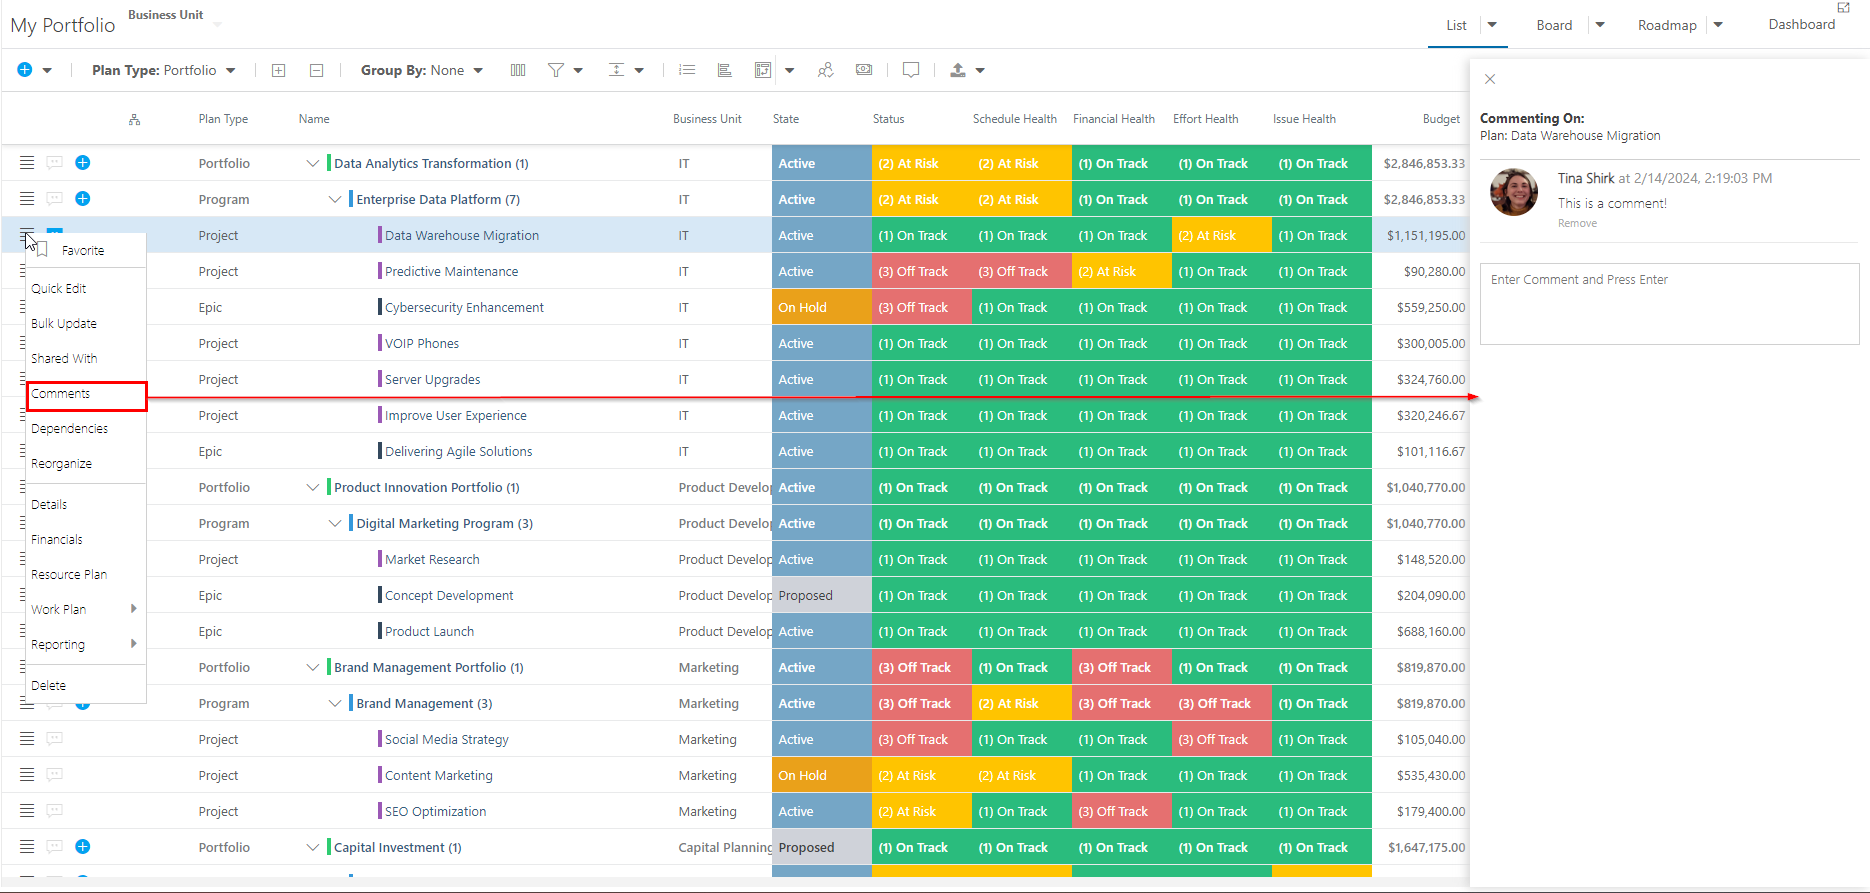 My Portfolio
Business Unit
List
Board
Roadmap
Dashboard
Plan Type: Portfolio
Group By: None
Plan Type Name Business Unit State Status Schedule Health Financial Health Effort Health Issue Health Budget
Portfolio Data Analytics Transformation (1) IT Active (2) At Risk (2) At Risk (1) On Track (1) On Track (1) On Track $2,846,853.33
Program Enterprise Data Platform (7) IT Active (2) At Risk (2) At Risk (1) On Track (1) On Track (1) On Track $2,846,853.33
Project Data Warehouse Migration IT Active (1) On Track (1) On Track (1) On Track (2) At Risk (1) On Track $1,151,195.00
Project Predictive Maintenance IT Active (3) Off Track (3) Off Track (2) At Risk (1) On Track (1) On Track $90,280.00
Epic Cybersecurity Enhancement IT On Hold (3) Off Track (1) On Track (1) On Track (1) On Track (1) On Track $559,250.00
Project VOIP Phones IT Active (1) On Track (1) On Track (1) On Track (1) On Track (1) On Track $300,005.00
Project Server Upgrades IT Active (1) On Track (1) On Track (1) On Track (1) On Track (1) On Track $324,760.00
Project Improve User Experience IT Active (1) On Track (1) On Track (1) On Track (1) On Track (1) On Track $320,246.67
Epic Delivering Agile Solutions IT Active (1) On Track (1) On Track (1) On Track (1) On Track (1) On Track $101,116.67
Portfolio Product Innovation Portfolio (1) Product Develop Active (1) On Track (1) On Track (1) On Track (1) On Track (1) On Track $1,040,770.00
Program Digital Marketing Program (3) Product Develo Active (1) On Track (1) On Track (1) On Track (1) On Track (1) On Track $1,040,770.00
Project Market Research Product Develop Active (1) On Track (1) On Track (1) On Track (1) On Track (1) On Track $148,520.00
Epic Concept Development Product Develop Proposed (1) On Track (1) On Track (1) On Track (1) On Track (1) On Track $204,090.00
Epic Product Launch Product Develop Active (1) On Track (1) On Track (1) On Track (1) On Track (1) On Track $688,160.00
Portfolio Brand Management Portfolio (1) Marketing Active (3) Off Track (1) On Track (3) Off Track (1) On Track (1) On Track $819,870.00
Program Brand Management (3) Marketing Active (3) Off Track (2) At Risk (3) Off Track (3) Off Track (1) On Track $819,870.00
Project Social Media Strategy Marketing Active (3) Off Track (1) On Track (1) On Track (3) Off Track (1) On Track $105,040.00
Project Content Marketing Marketing On Hold (2) At Risk (2) At Risk (1) On Track (1) On Track (1) On Track $535,430.00
Project SEO Optimization Marketing Active (2) At Risk (1) On Track (3) Off Track (1) On Track (1) On Track $179,400.00
Portfolio Capital Investment (1) Capital Planning Proposed (1) On Track (1) On Track (1) On Track (1) On Track (1) On Track $1,647,175.00
Favorite
Quick Edit
Bulk Update
Shared With
Comments
Dependencies
Reorganize
Details
Financials
Resource Plan
Work Plan
Reporting
Delete
Commenting On:
Plan: Data Warehouse Migration
Tina Shirk at 2/14/2024, 2:19:03 PM
This is a comment!
Remove
Enter Comment and Press Enter